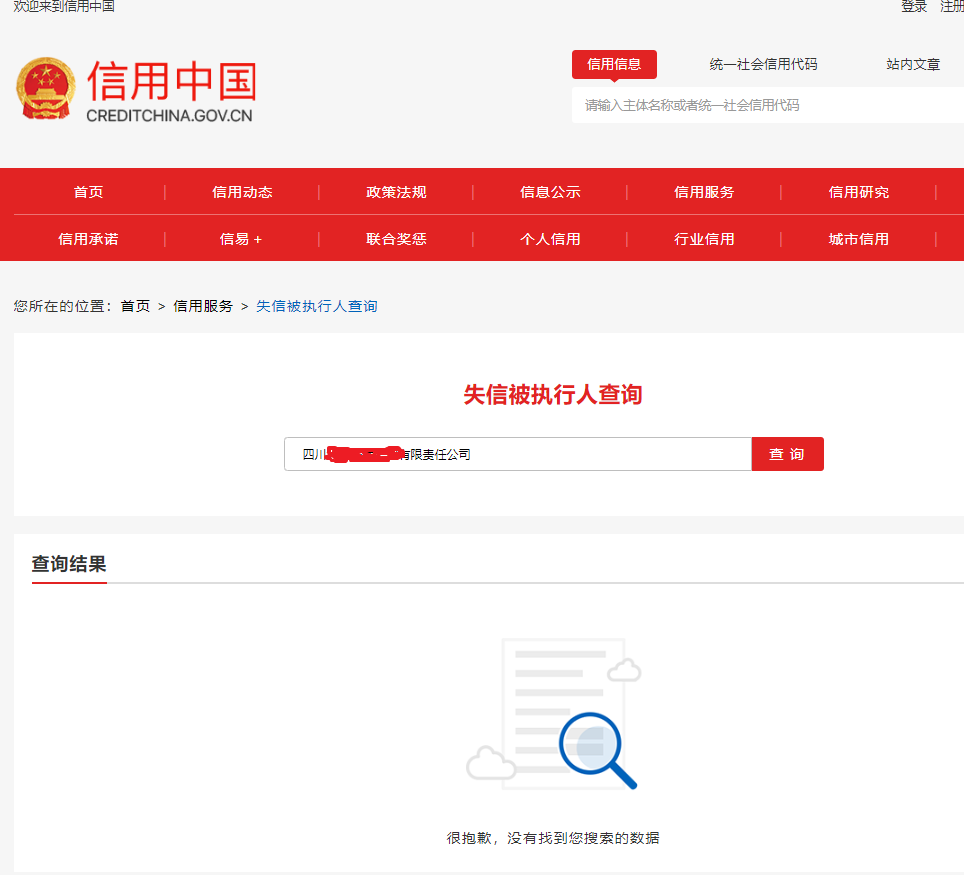 欢迎来到信用中国
登录 注册
信用中国
CREDITCHINA.GOV.CN
信用信息 统一社会信用代码 站内文章
请输入主体名称或者统一社会信用代码
首页 | 信用动态 | 政策法规 | 信息公示 | 信用服务 | 信用研究 |
信用承诺 | 信易+ | 联合奖惩 | 个人信用 | 行业信用 | 城市信用 |
您所在的位置：首页 > 信用服务 > 失信被执行人查询
失信被执行人查询
四川 有限责任公司
查 询
查询结果
很抱歉，没有找到您搜索的数据